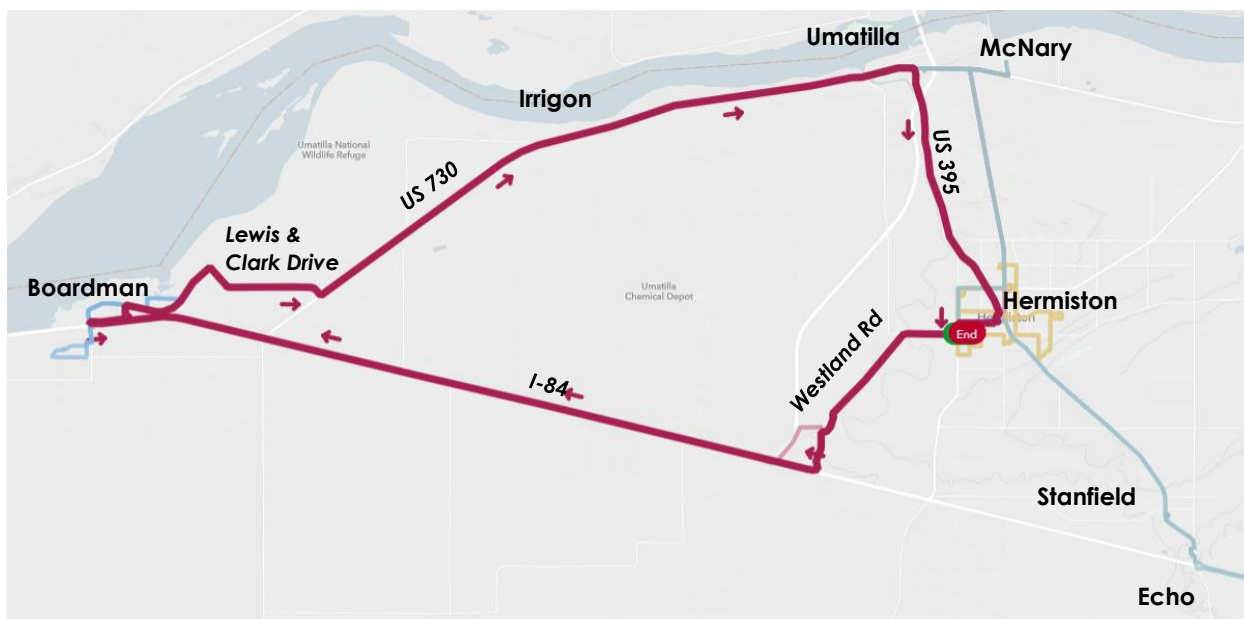 Umatilla
McNary
Irrigon
Umatilla National
Wildlife Refuge
US 730
US 395
Lewis &
Clark Drive
Boardman
Umatilla
Chemical Depot
Hermiston
Hermiston
End
Westland Rd
I-84
Stanfield
Echo